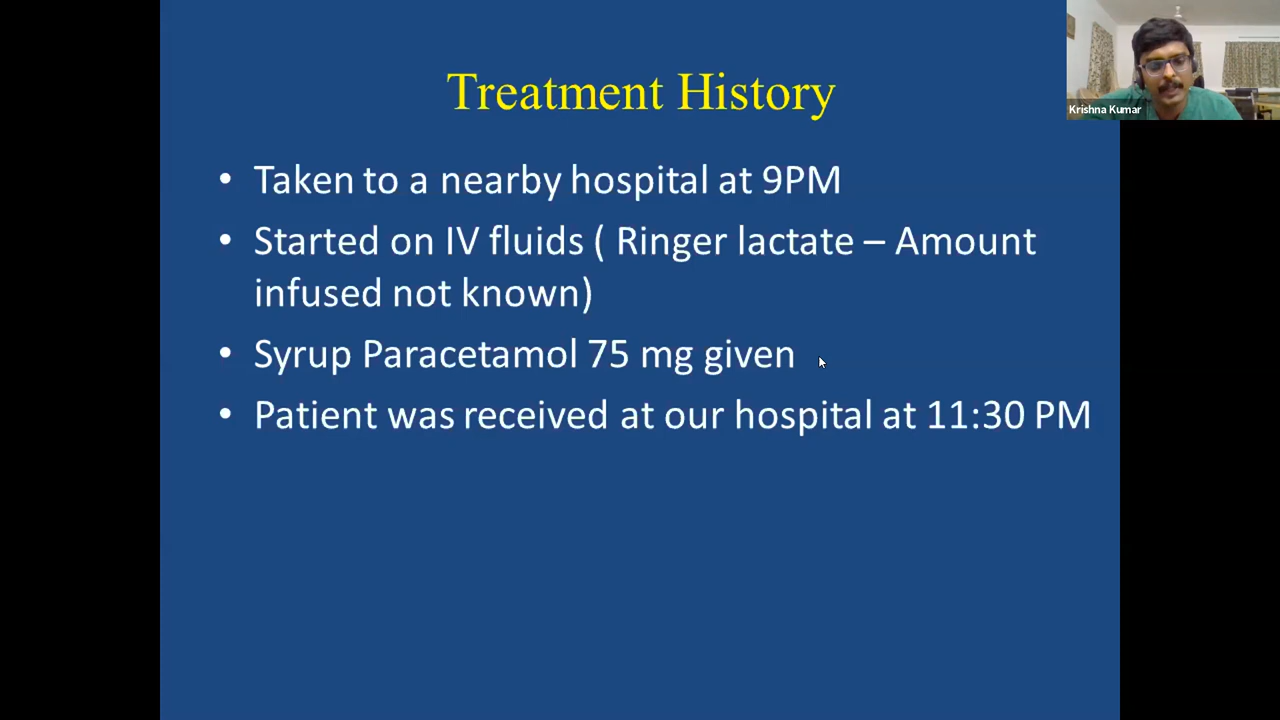 Treatment History
Krishna Kumar
• Taken to a nearby hospital at 9PM
• Started on IV fluids ( Ringer lactate – Amount
infused not known)
• Syrup Paracetamol 75 mg given
• Patient was received at our hospital at 11:30 PM